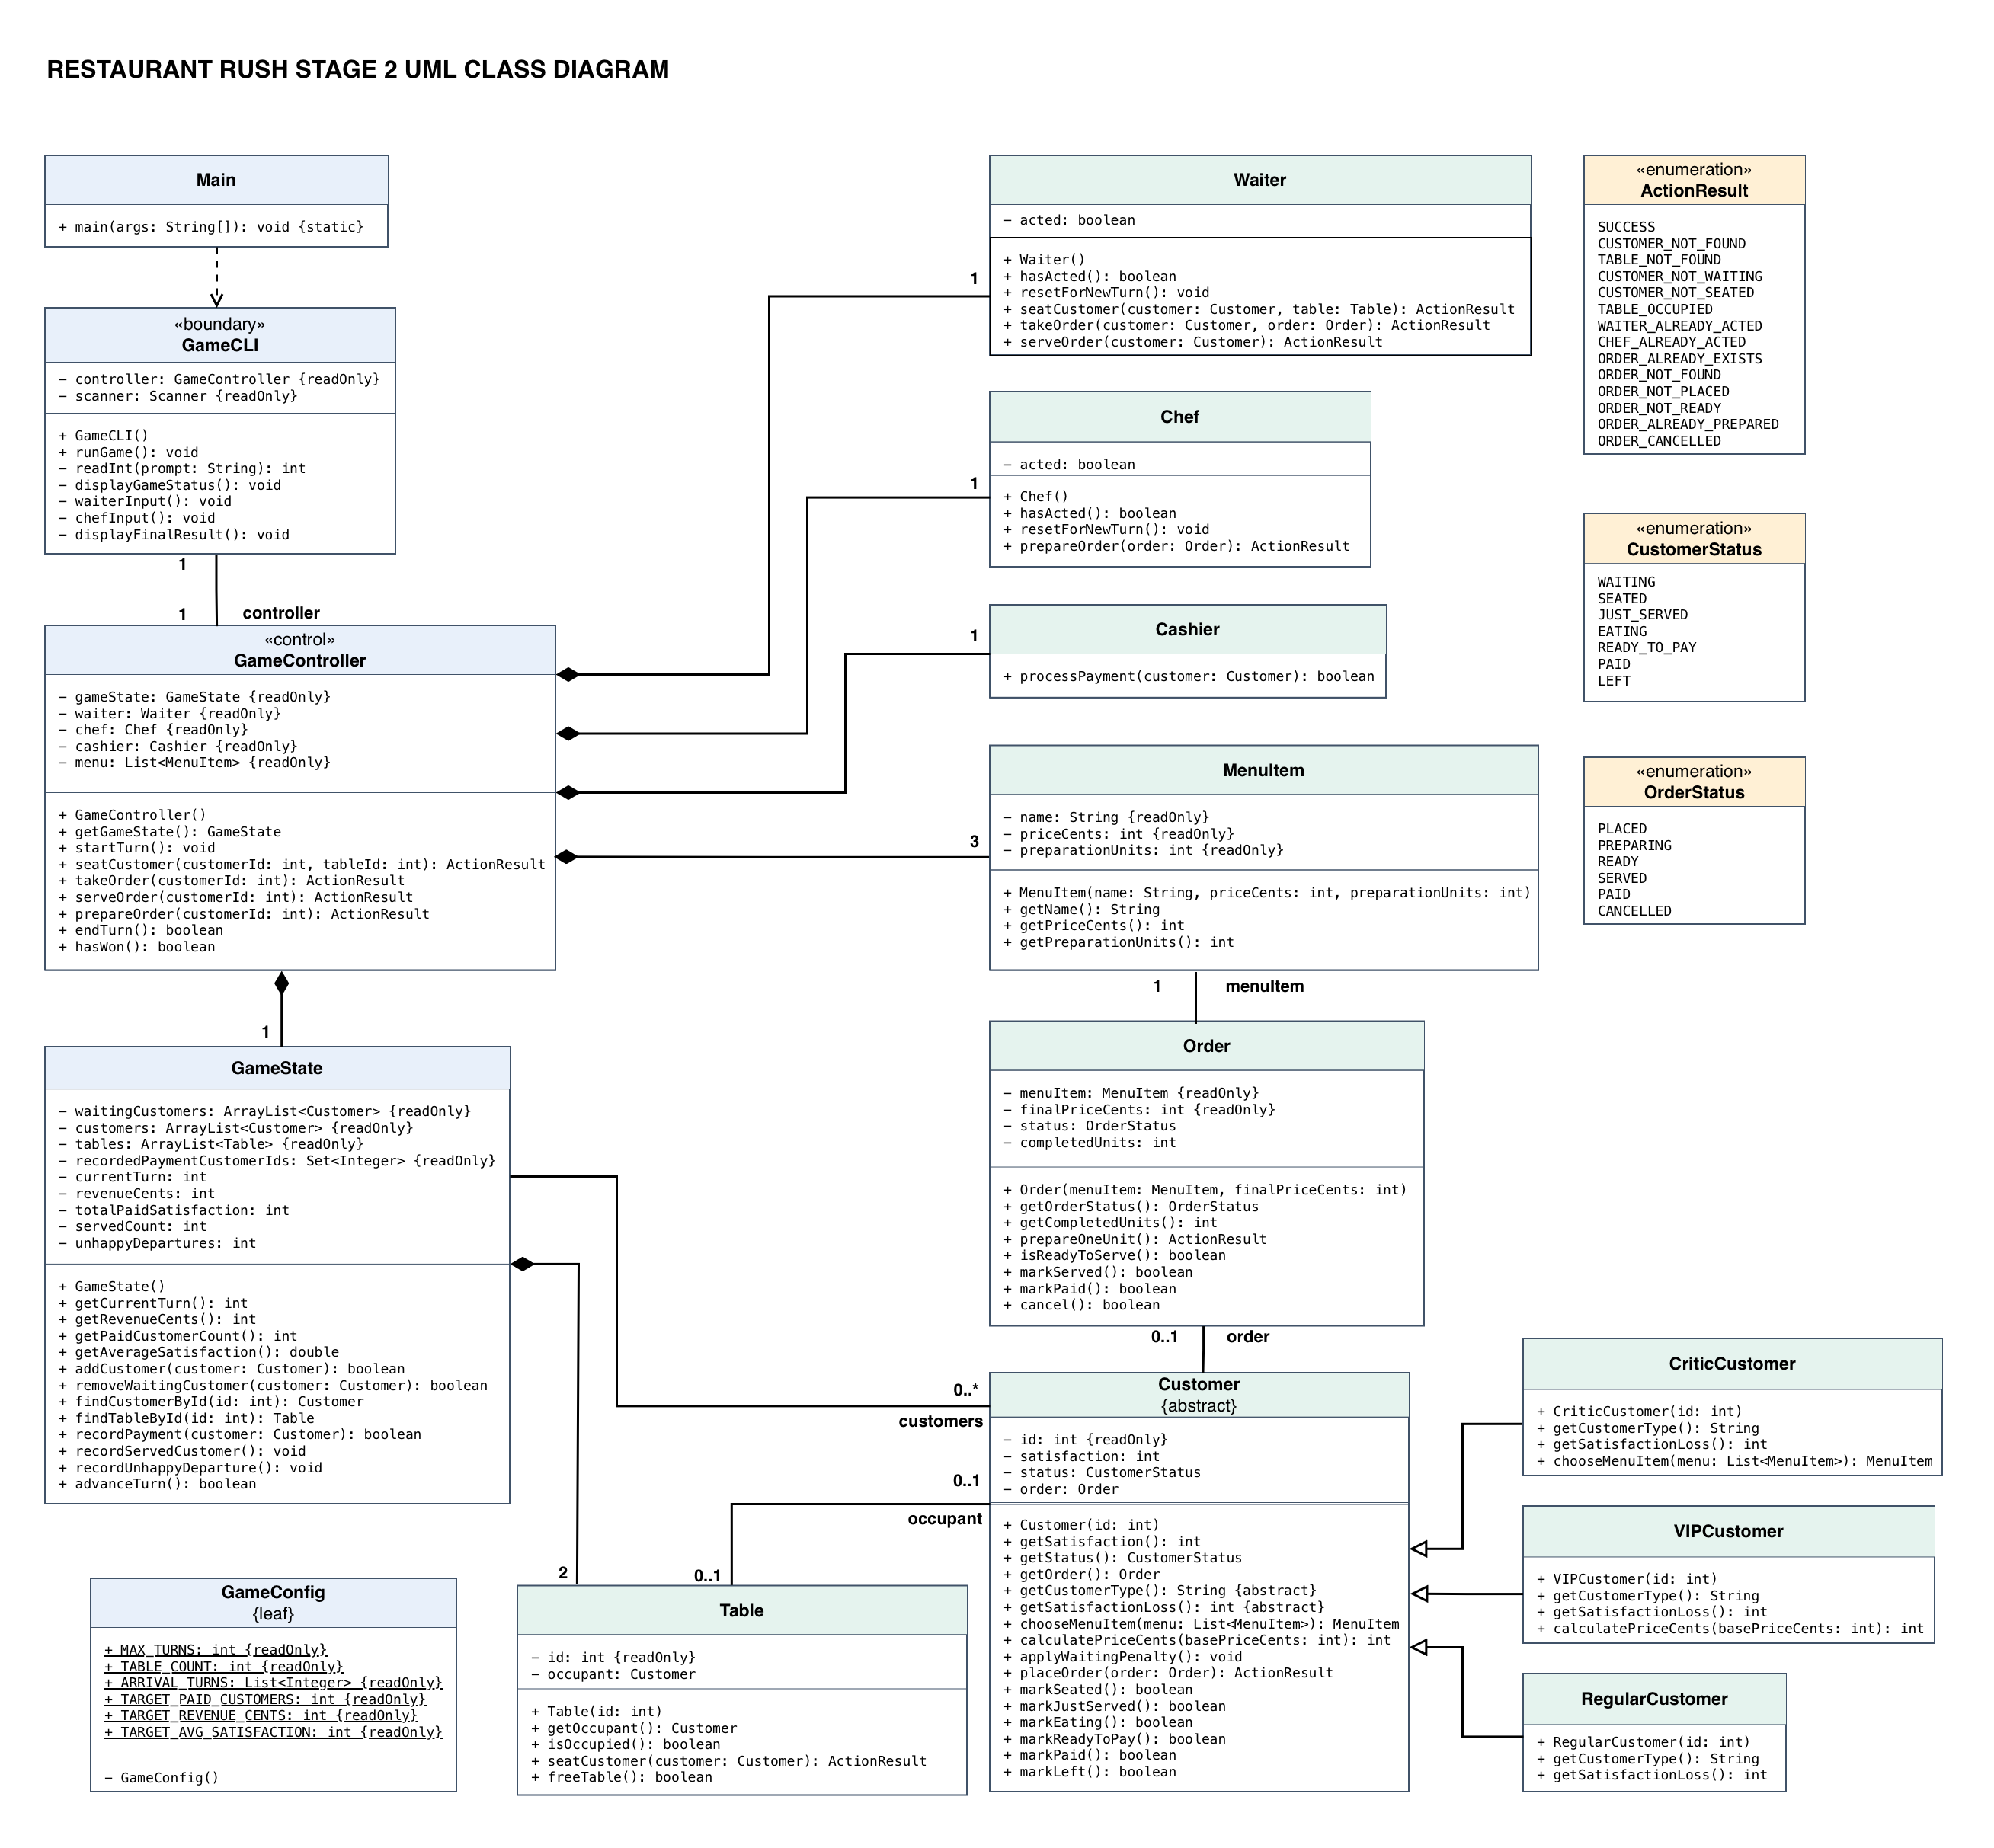 RESTAURANT RUSH STAGE 2 UML CLASS DIAGRAM
Main
+ main(args: String[]): void {static}
«boundary»
GameCLI
− controller: GameController {readOnly}
− scanner: Scanner {readOnly}
+ GameCLI()
+ runGame(): void
− readInt(prompt: String): int
− displayGameStatus(): void
− waiterInput(): void
− chefInput(): void
− displayFinalResult(): void
1
1
controller
«control»
GameController
− gameState: GameState {readOnly}
− waiter: Waiter {readOnly}
− chef: Chef {readOnly}
− cashier: Cashier {readOnly}
− menu: List<MenuItem> {readOnly}
+ GameController()
+ getGameState(): GameState
+ startTurn(): void
+ seatCustomer(customerId: int, tableId: int): ActionResult
+ takeOrder(customerId: int): ActionResult
+ serveOrder(customerId: int): ActionResult
+ prepareOrder(customerId: int): ActionResult
+ endTurn(): boolean
+ hasWon(): boolean
1
GameState
− waitingCustomers: ArrayList<Customer> {readOnly}
− customers: ArrayList<Customer> {readOnly}
− tables: ArrayList<Table> {readOnly}
− recordedPaymentCustomerIds: Set<Integer> {readOnly}
− currentTurn: int
− revenueCents: int
− totalPaidSatisfaction: int
− servedCount: int
− unhappyDepartures: int
+ GameState()
+ getCurrentTurn(): int
+ getRevenueCents(): int
+ getPaidCustomerCount(): int
+ getAverageSatisfaction(): double
+ addCustomer(customer: Customer): boolean
+ removeWaitingCustomer(customer: Customer): boolean
+ findCustomerById(id: int): Customer
+ findTableById(id: int): Table
+ recordPayment(customer: Customer): boolean
+ recordServedCustomer(): void
+ recordUnhappyDeparture(): void
+ advanceTurn(): boolean
GameConfig
{leaf}
+ MAX_TURNS: int {readOnly}
+ TABLE_COUNT: int {readOnly}
+ ARRIVAL_TURNS: List<Integer> {readOnly}
+ TARGET_PAID_CUSTOMERS: int {readOnly}
+ TARGET_REVENUE_CENTS: int {readOnly}
+ TARGET_AVG_SATISFACTION: int {readOnly}
− GameConfig()
2
0..1
Table
− id: int {readOnly}
− occupant: Customer
+ Table(id: int)
+ getOccupant(): Customer
+ isOccupied(): boolean
+ seatCustomer(customer: Customer): ActionResult
+ freeTable(): boolean
1
Waiter
− acted: boolean
+ Waiter()
+ hasActed(): boolean
+ resetForNewTurn(): void
+ seatCustomer(customer: Customer, table: Table): ActionResult
+ takeOrder(customer: Customer, order: Order): ActionResult
+ serveOrder(customer: Customer): ActionResult
1
Chef
− acted: boolean
+ Chef()
+ hasActed(): boolean
+ resetForNewTurn(): void
+ prepareOrder(order: Order): ActionResult
1
Cashier
+ processPayment(customer: Customer): boolean
3
MenuItem
− name: String {readOnly}
− priceCents: int {readOnly}
− preparationUnits: int {readOnly}
+ MenuItem(name: String, priceCents: int, preparationUnits: int)
+ getName(): String
+ getPriceCents(): int
+ getPreparationUnits(): int
1
menuItem
Order
− menuItem: MenuItem {readOnly}
− finalPriceCents: int {readOnly}
− status: OrderStatus
− completedUnits: int
+ Order(menuItem: MenuItem, finalPriceCents: int)
+ getOrderStatus(): OrderStatus
+ getCompletedUnits(): int
+ prepareOneUnit(): ActionResult
+ isReadyToServe(): boolean
+ markServed(): boolean
+ markPaid(): boolean
+ cancel(): boolean
0..1
order
0..*
customers
0..1
occupant
Customer
{abstract}
− id: int {readOnly}
− satisfaction: int
− status: CustomerStatus
− order: Order
+ Customer(id: int)
+ getSatisfaction(): int
+ getStatus(): CustomerStatus
+ getOrder(): Order
+ getCustomerType(): String {abstract}
+ getSatisfactionLoss(): int {abstract}
+ chooseMenuItem(menu: List<MenuItem>): MenuItem
+ calculatePriceCents(basePriceCents: int): int
+ applyWaitingPenalty(): void
+ placeOrder(order: Order): ActionResult
+ markSeated(): boolean
+ markJustServed(): boolean
+ markEating(): boolean
+ markReadyToPay(): boolean
+ markPaid(): boolean
+ markLeft(): boolean
«enumeration»
ActionResult
SUCCESS
CUSTOMER_NOT_FOUND
TABLE_NOT_FOUND
CUSTOMER_NOT_WAITING
CUSTOMER_NOT_SEATED
TABLE_OCCUPIED
WAITER_ALREADY_ACTED
CHEF_ALREADY_ACTED
ORDER_ALREADY_EXISTS
ORDER_NOT_FOUND
ORDER_NOT_PLACED
ORDER_NOT_READY
ORDER_ALREADY_PREPARED
ORDER_CANCELLED
«enumeration»
CustomerStatus
WAITING
SEATED
JUST_SERVED
EATING
READY_TO_PAY
PAID
LEFT
«enumeration»
OrderStatus
PLACED
PREPARING
READY
SERVED
PAID
CANCELLED
CriticCustomer
+ CriticCustomer(id: int)
+ getCustomerType(): String
+ getSatisfactionLoss(): int
+ chooseMenuItem(menu: List<MenuItem>): MenuItem
VIPCustomer
+ VIPCustomer(id: int)
+ getCustomerType(): String
+ getSatisfactionLoss(): int
+ calculatePriceCents(basePriceCents: int): int
RegularCustomer
+ RegularCustomer(id: int)
+ getCustomerType(): String
+ getSatisfactionLoss(): int